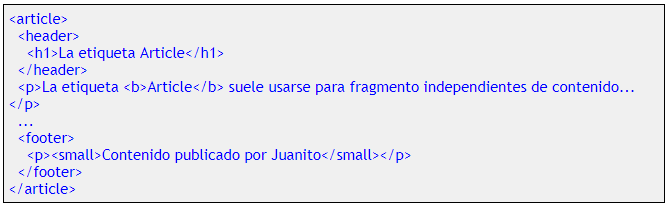 <article>
  <header>
    <h1>La etiqueta Article</h1>
  </header>
  <p>La etiqueta <b>Article</b> suele usarse para fragmento independientes de contenido...
</p>
  ...
  <footer>
    <p><small>Contenido publicado por Juanito</small></p>
  </footer>
</article>